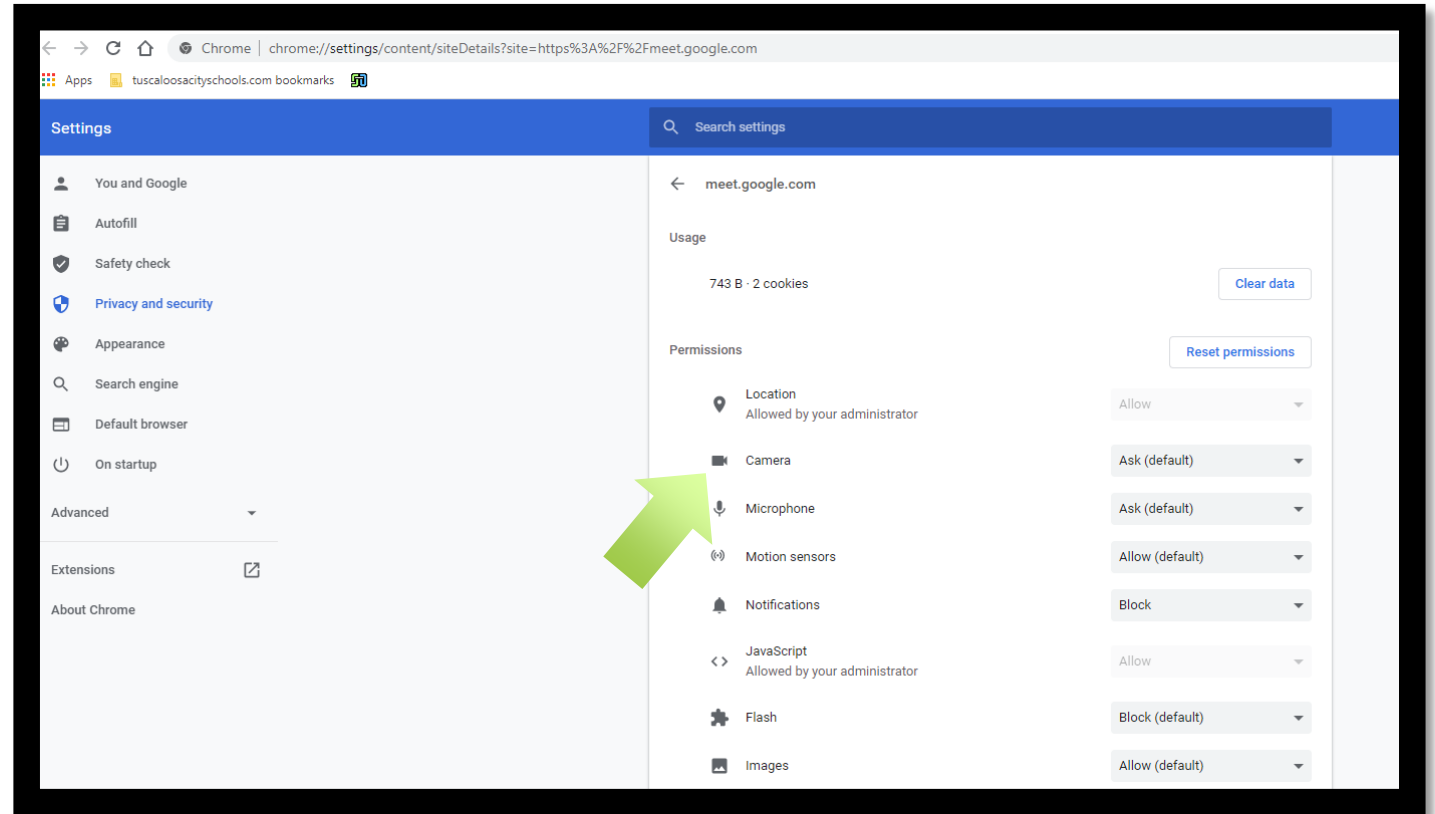 Chrome | chrome://settings/content/siteDetails?site=https%3A%2F%2Fmeet.google.com
Apps tuscaloosacityschools.com bookmarks
Settings
Search settings
You and Google
Autofill
Safety check
Privacy and security
Appearance
Search engine
Default browser
On startup
Advanced
Extensions
About Chrome
meet.google.com
Usage
743 B · 2 cookies Clear data
Permissions Reset permissions
Location
Allowed by your administrator
Allow
Camera Ask (default)
Microphone Ask (default)
Motion sensors Allow (default)
Notifications Block
JavaScript
Allowed by your administrator
Allow
Flash Block (default)
Images Allow (default)